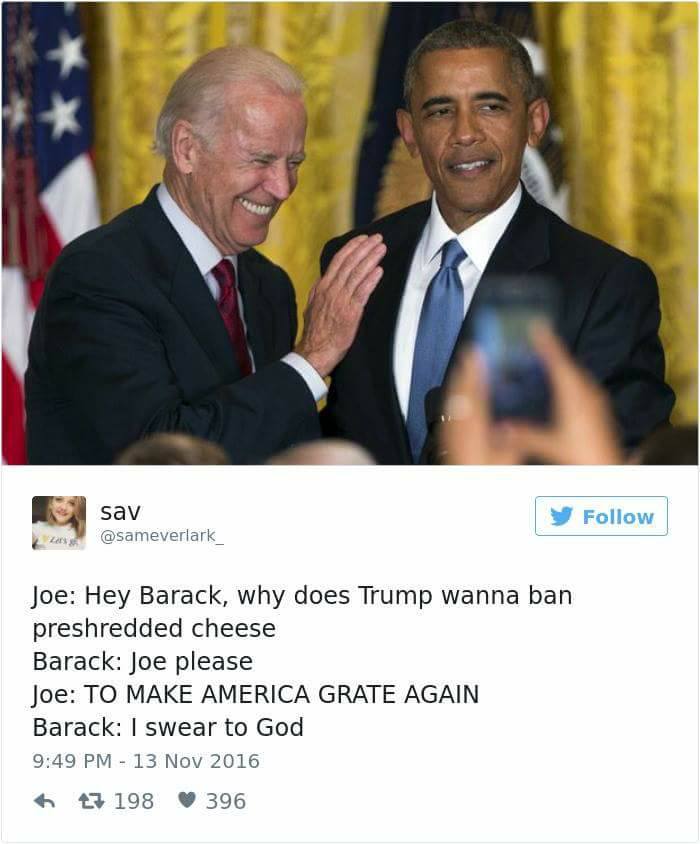 sav
@sameverlark_
Follow
Joe: Hey Barack, why does Trump wanna ban
preshredded cheese
Barack: Joe please
Joe: TO MAKE AMERICA GRATE AGAIN
Barack: I swear to God
9:49 PM - 13 Nov 2016
198 396